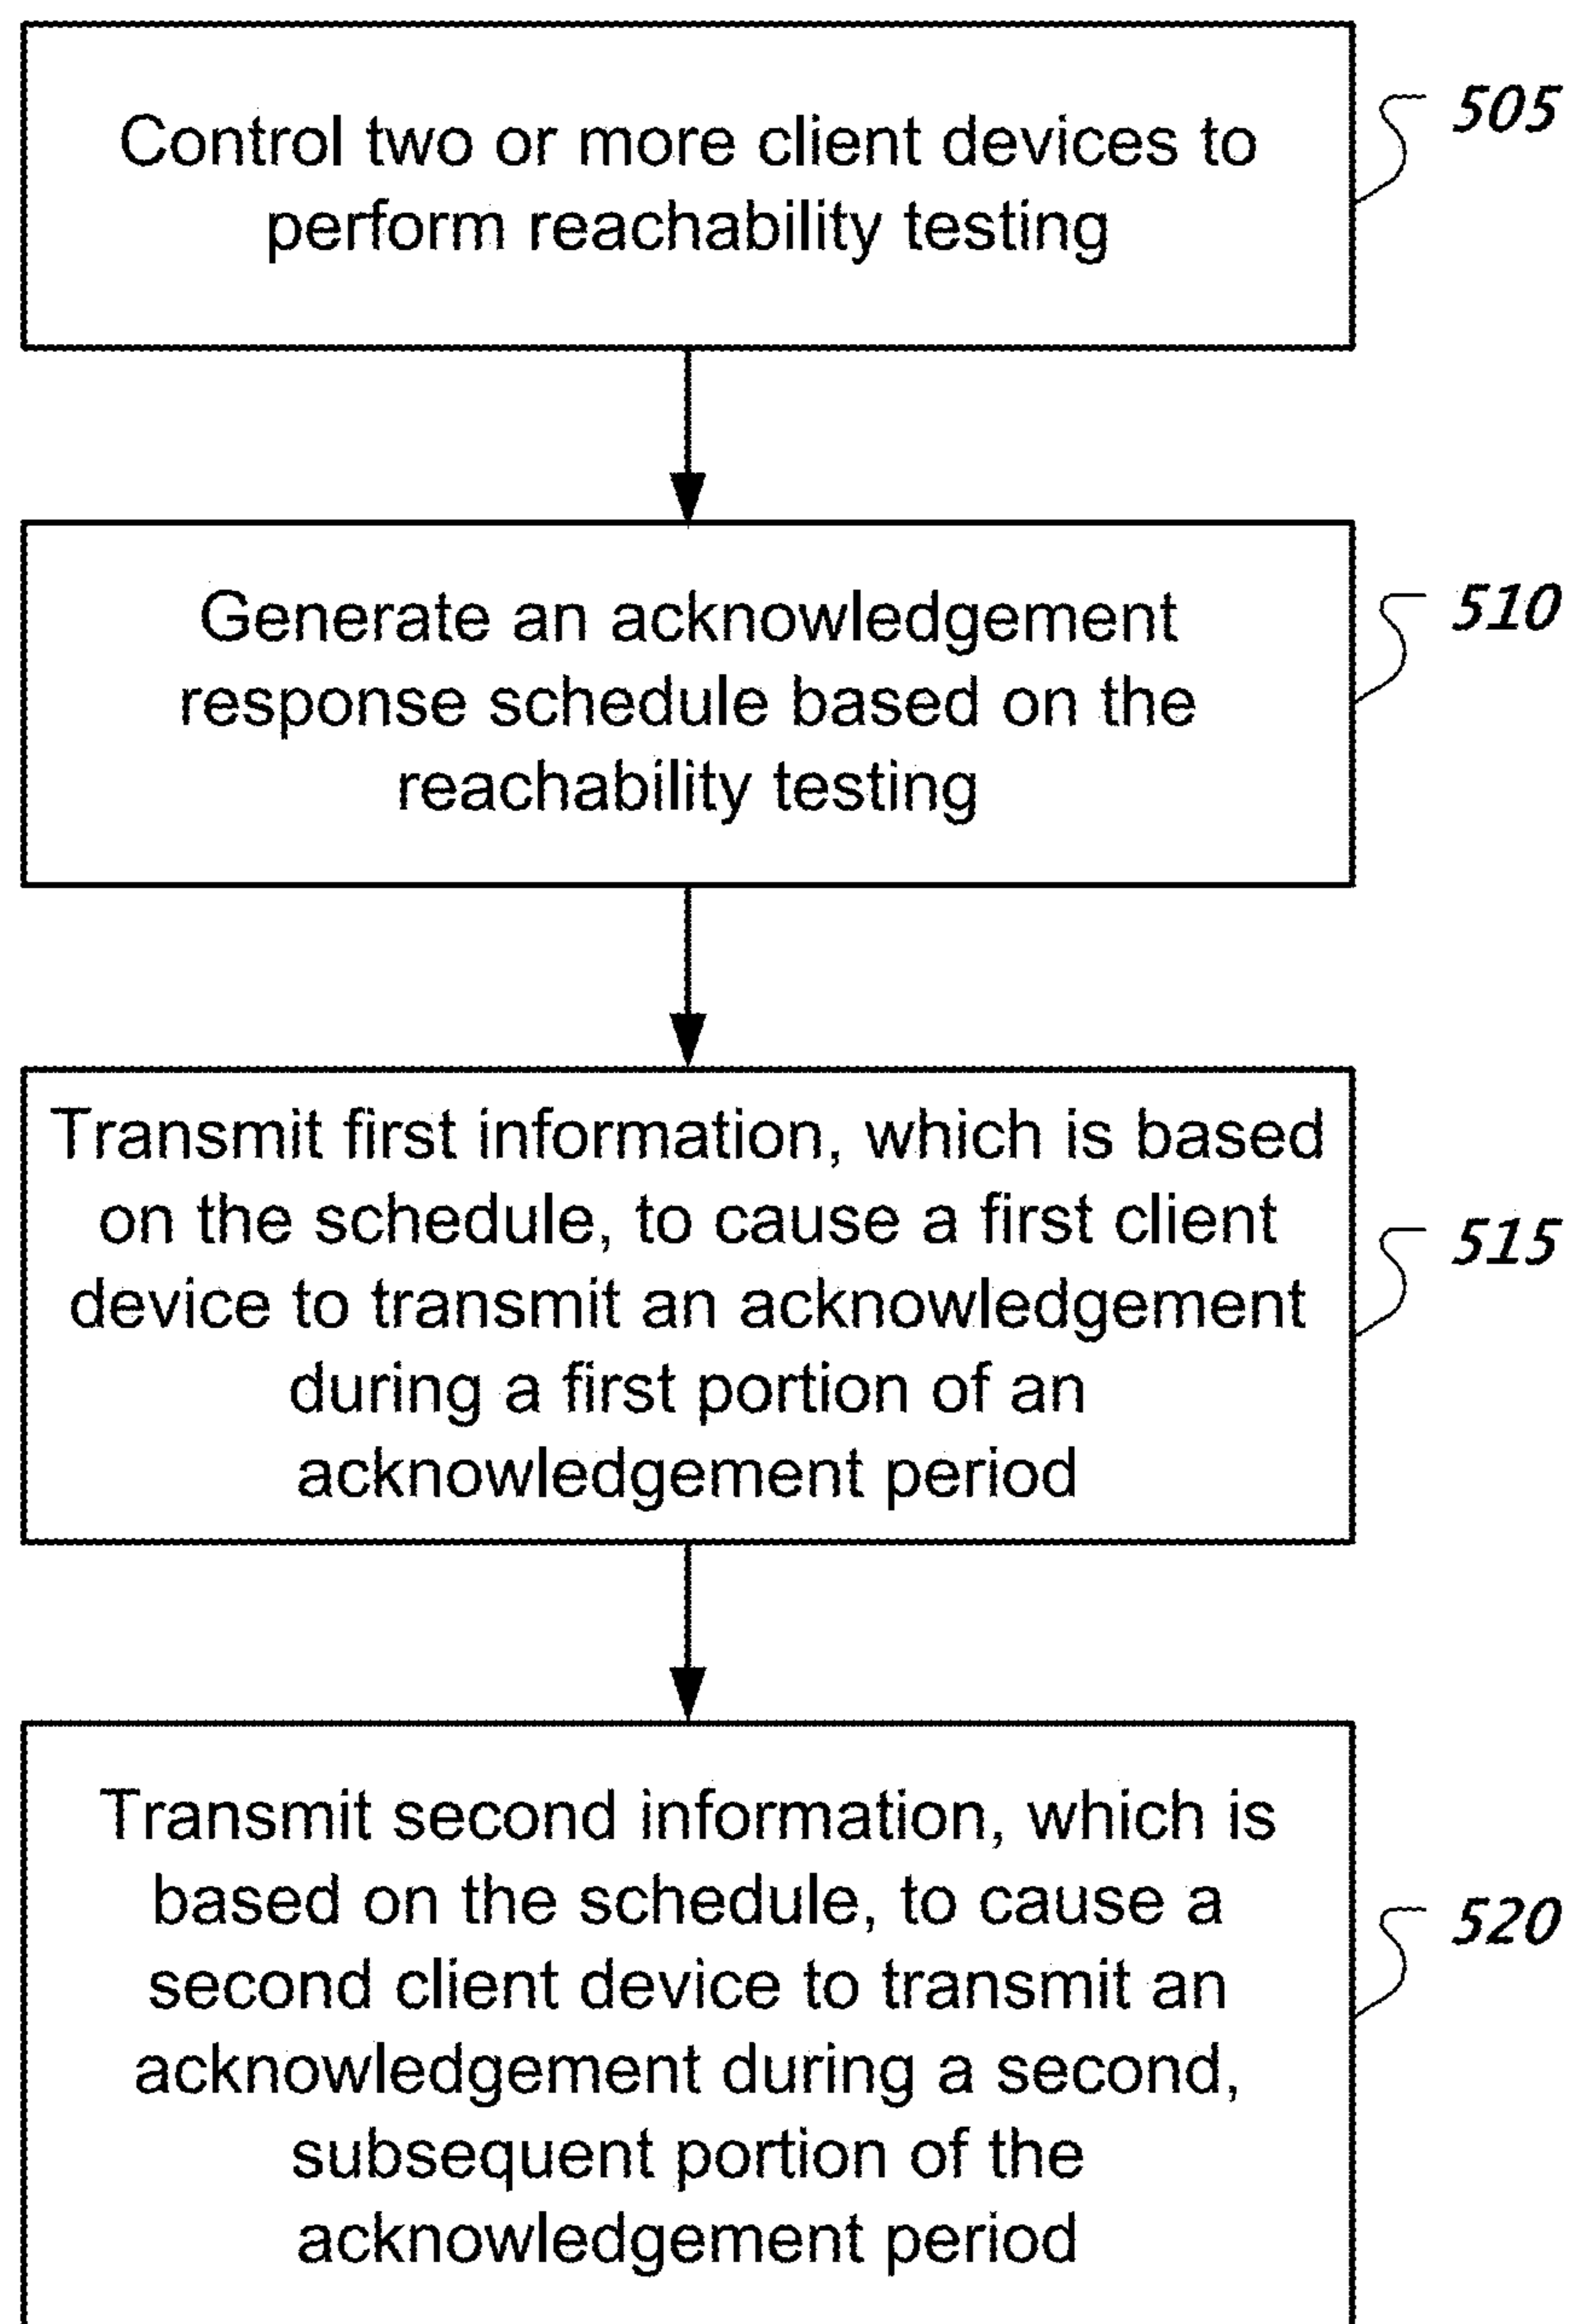 Control two or more client devices to
perform reachability testing
505
Generate an acknowledgement
response schedule based on the
reachability testing
510
Transmit first information, which is based
on the schedule, to cause a first client
device to transmit an acknowledgement
during a first portion of an
acknowledgement period
515
Transmit second information, which is
based on the schedule, to cause a
second client device to transmit an
acknowledgement during a second,
subsequent portion of the
acknowledgement period
520